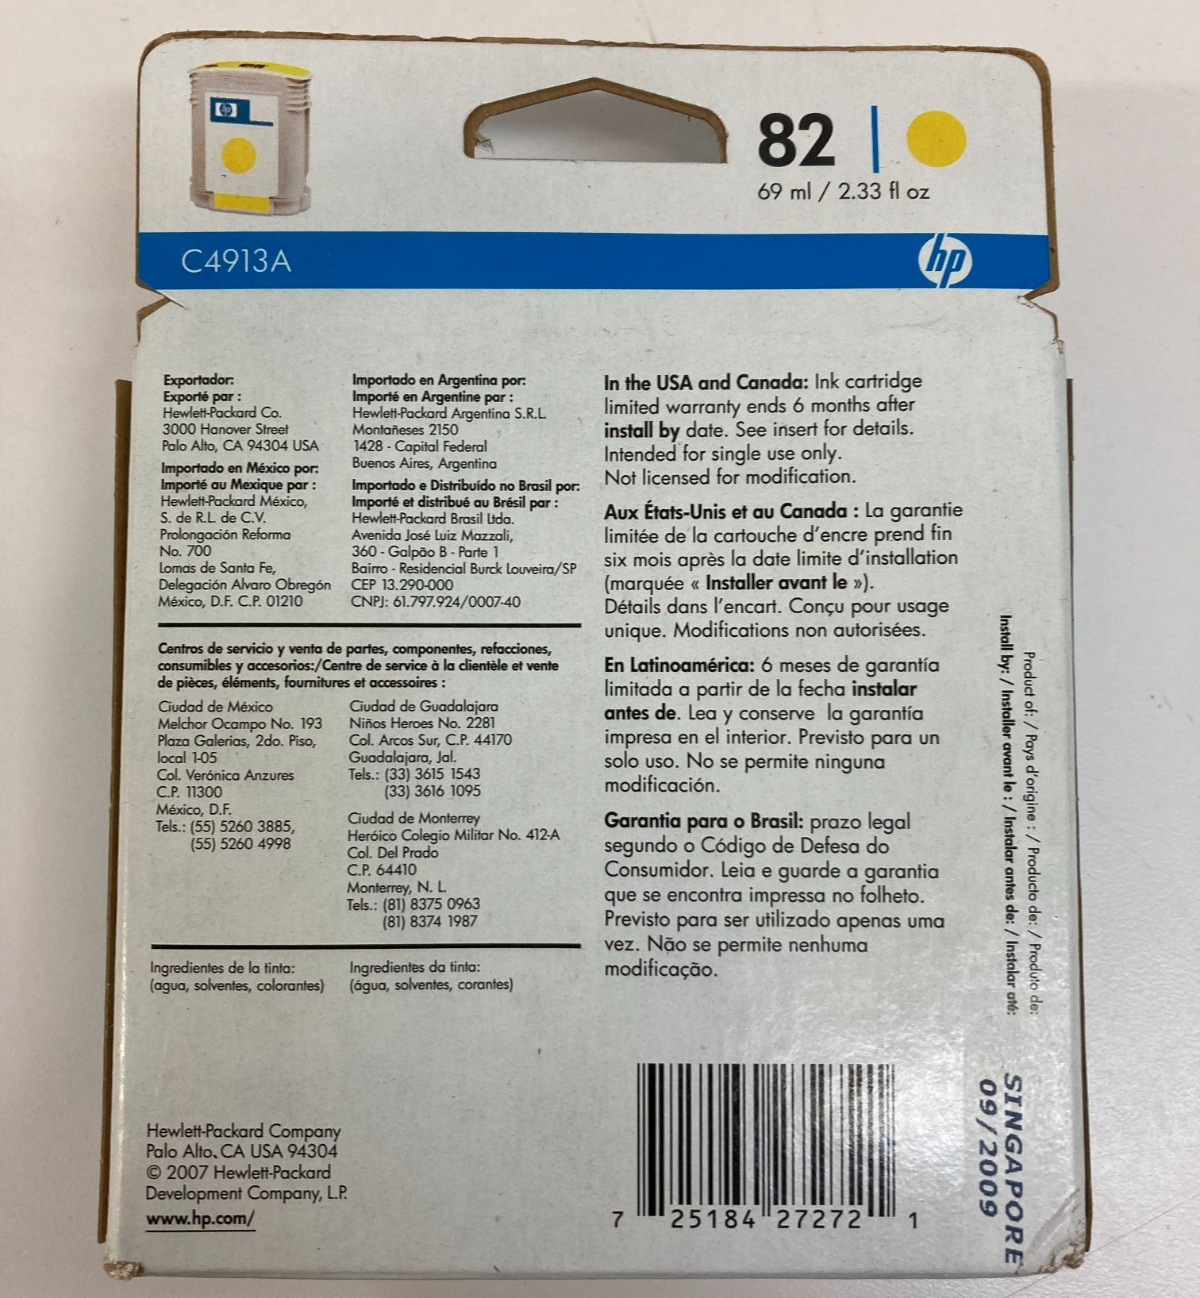 82
69 ml / 2.33 fl oz
C4913A
hp
Exportador:
Exporté par :
Hewlett-Packard Co.
3000 Hanover Street
Palo Alto, CA 94304 USA
Importado en México por:
Importé au Mexique par :
Hewlett-Packard México,
S. de R.L. de C.V.
Prolongación Reforma
No. 700
Lomas de Santa Fe,
Delegación Alvaro Obregón
México, D.F. C.P. 01210
Importado en Argentina por:
Importé en Argentine par :
Hewlett-Packard Argentina S.R.L.
Montañeses 2150
1428 - Capital Federal
Buenos Aires, Argentina
Importado e Distribuído no Brasil por:
Importé et distribué au Brésil par :
Hewlett-Packard Brasil Ltda.
Avenida José Luiz Mazzali,
360 - Galpão B - Parte 1
Bairro - Residencial Burck Louveira/SP
CEP 13.290-000
CNPJ: 61.797.924/0007-40
Centros de servicio y venta de partes, componentes, refacciones,
consumibles y accesorios:/Centre de service à la clientèle et vente
de pièces, éléments, fournitures et accessoires :
Ciudad de México
Melchor Ocampo No. 193
Plaza Galerias, 2do. Piso,
local 1-05
Col. Verónica Anzures
C.P. 11300
México, D.F.
Tels.: (55) 5260 3885,
(55) 5260 4998
Ciudad de Guadalajara
Niños Heroes No. 2281
Col. Arcos Sur, C.P. 44170
Guadalajara, Jal.
Tels.: (33) 3615 1543
(33) 3616 1095
Ciudad de Monterrey
Heróico Colegio Militar No. 412-A
Col. Del Prado
C.P. 64410
Monterrey, N. L.
Tels.: (81) 8375 0963
(81) 8374 1987
Ingredientes de la tinta:
(agua, solventes, colorantes)
Ingredientes da tinta:
(água, solventes, corantes)
In the USA and Canada: Ink cartridge
limited warranty ends 6 months after
install by date. See insert for details.
Intended for single use only.
Not licensed for modification.
Aux États-Unis et au Canada : La garantie
limitée de la cartouche d'encre prend fin
six mois après la date limite d'installation
(marquée « Installer avant le »).
Détails dans l'encart. Conçu pour usage
unique. Modifications non autorisées.
En Latinoamérica: 6 meses de garantía
limitada a partir de la fecha instalar
antes de. Lea y conserve la garantía
impresa en el interior. Previsto para un
solo uso. No se permite ninguna
modificación.
Garantia para o Brasil: prazo legal
segundo o Código de Defesa do
Consumidor. Leia e guarde a garantia
que se encontra impressa no folheto.
Previsto para ser utilizado apenas uma
vez. Não se permite nenhuma
modificação.
Product of: / Pays d'origine : / Producto de: / Produto de:
Install by: / Installer avant le : / Instalar antes de: / Instalar até:
SINGAPORE
09/2009
Hewlett-Packard Company
Palo Alto, CA USA 94304
© 2007 Hewlett-Packard
Development Company, L.P.
www.hp.com/
7 25184 27272 1